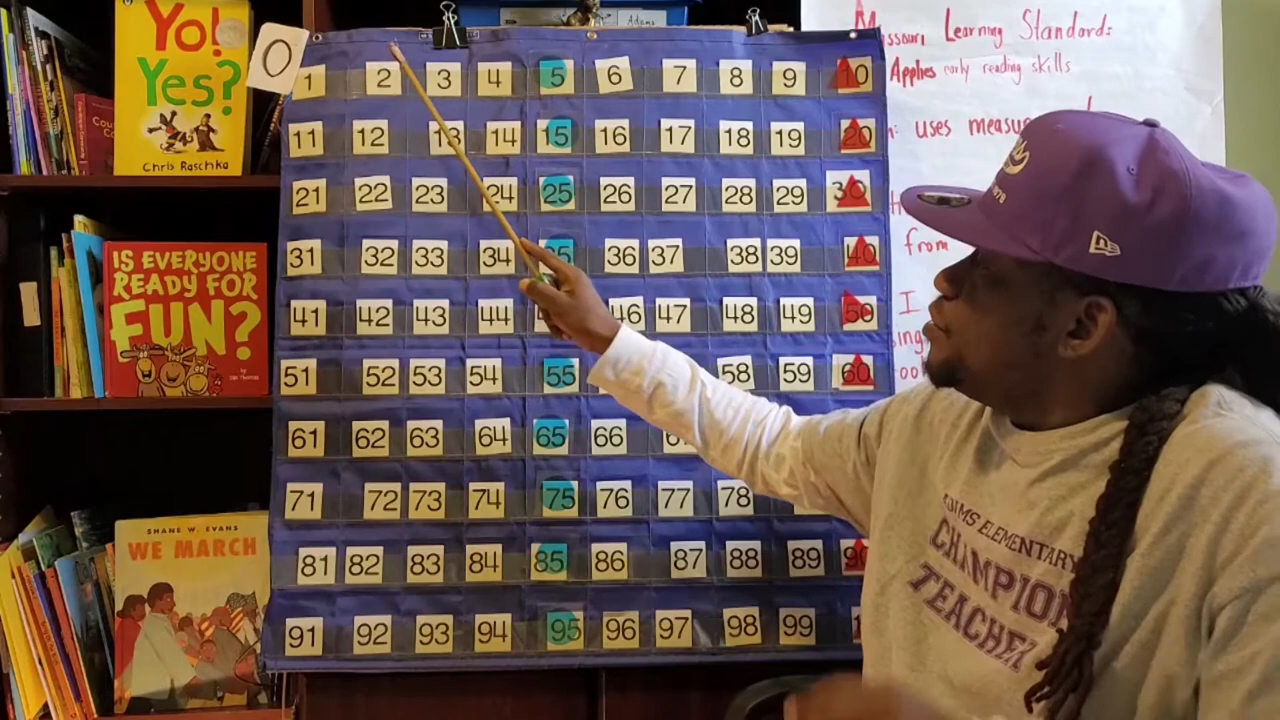 Yo!
Yes?
Chris Raschka
IS EVERYONE
READY FOR
FUN?
by
SHANE W. EVANS
WE MARCH
Adams
0
1 2 3 4 5 6 7 8 9 10
11 12 13 14 15 16 17 18 19 20
21 22 23 24 25 26 27 28 29 30
31 32 33 34 36 37 38 39 40
41 42 43 44 46 47 48 49 50
51 52 53 54 55 58 59 60
61 62 63 64 65 66
71 72 73 74 75 76 77 78
81 82 83 84 85 86 87 88 89
91 92 93 94 95 96 97 98 99
Learning Standards
Applies early reading skills
uses
from
I
ELEMENTARY
CHAMPION
TEACHER